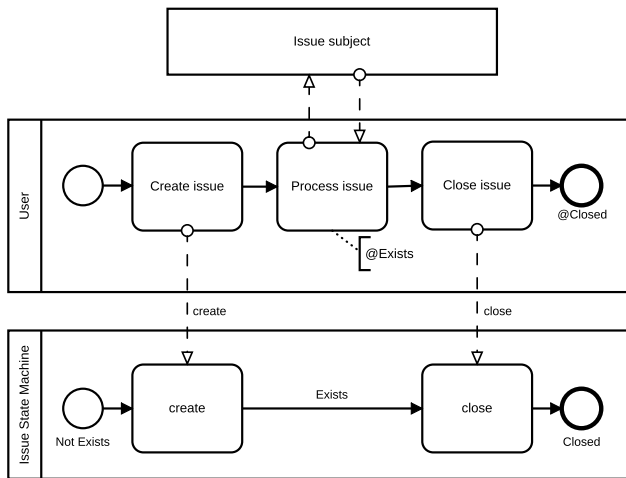 Issue subject
User
Create issue
Process issue
Close issue
@Closed
@Exists
create
close
Issue State Machine
Not Exists
create
Exists
close
Closed